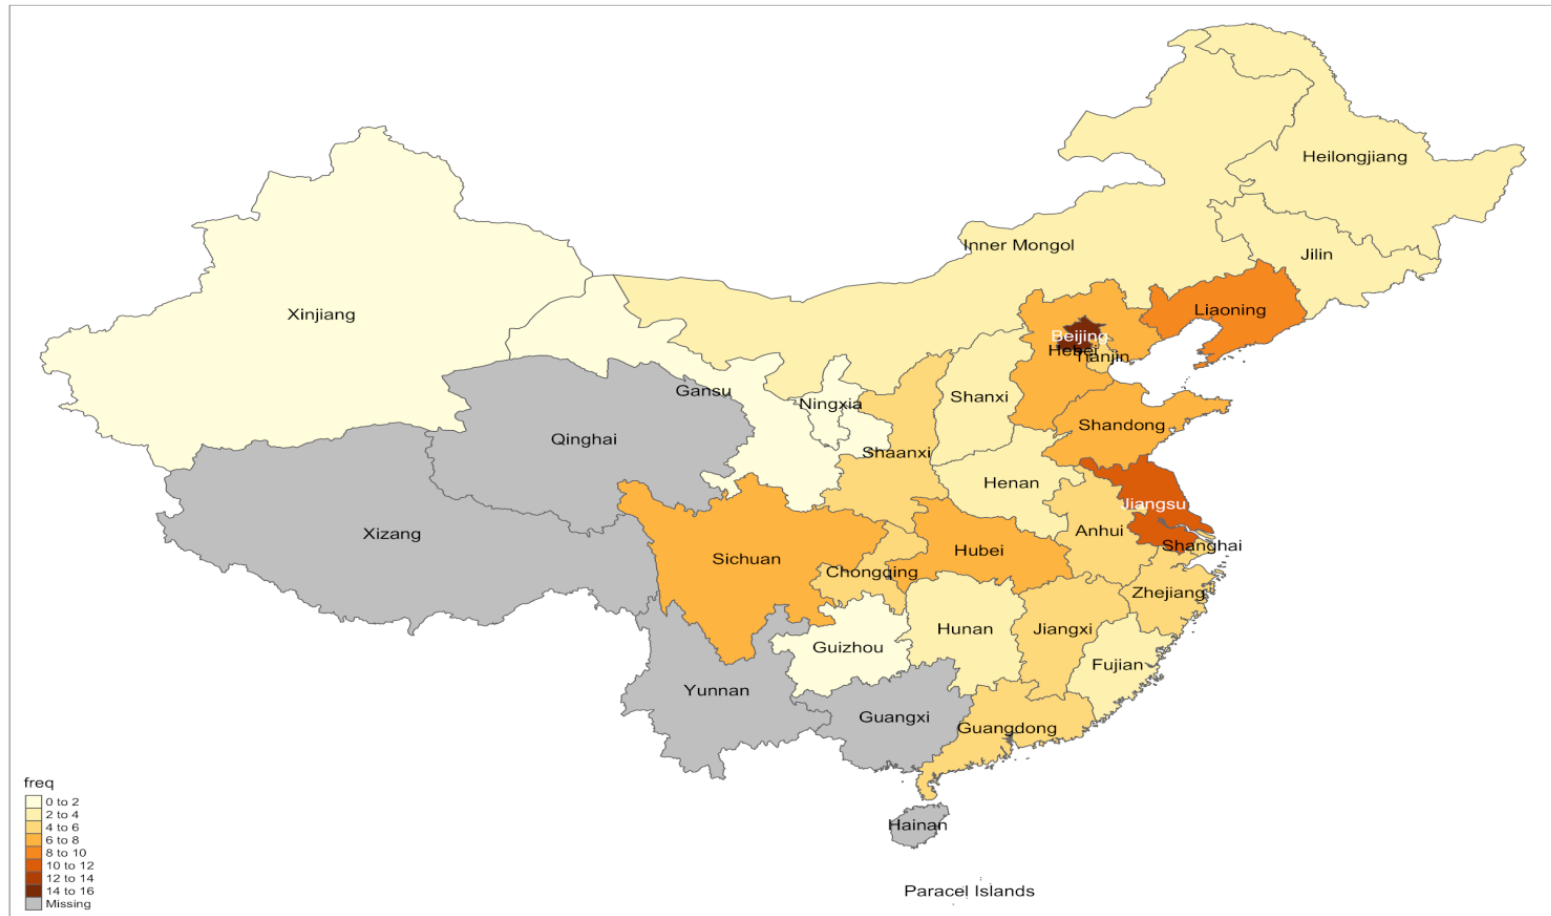 Heilongjiang
Inner Mongol
Jilin
Xinjiang
Liaoning
Beijing
Hebei
Tianjin
Gansu
Ningxia
Shanxi
Shandong
Qinghai
Shaanxi
Henan
Jiangsu
Xizang
Anhui
Shanghai
Sichuan
Hubei
Chongqing
Zhejiang
Guizhou
Hunan
Jiangxi
Fujian
Yunnan
Guangxi
Guangdong
Hainan
Paracel Islands
freq
0 to 2
2 to 4
4 to 6
6 to 8
8 to 10
10 to 12
12 to 14
14 to 16
Missing